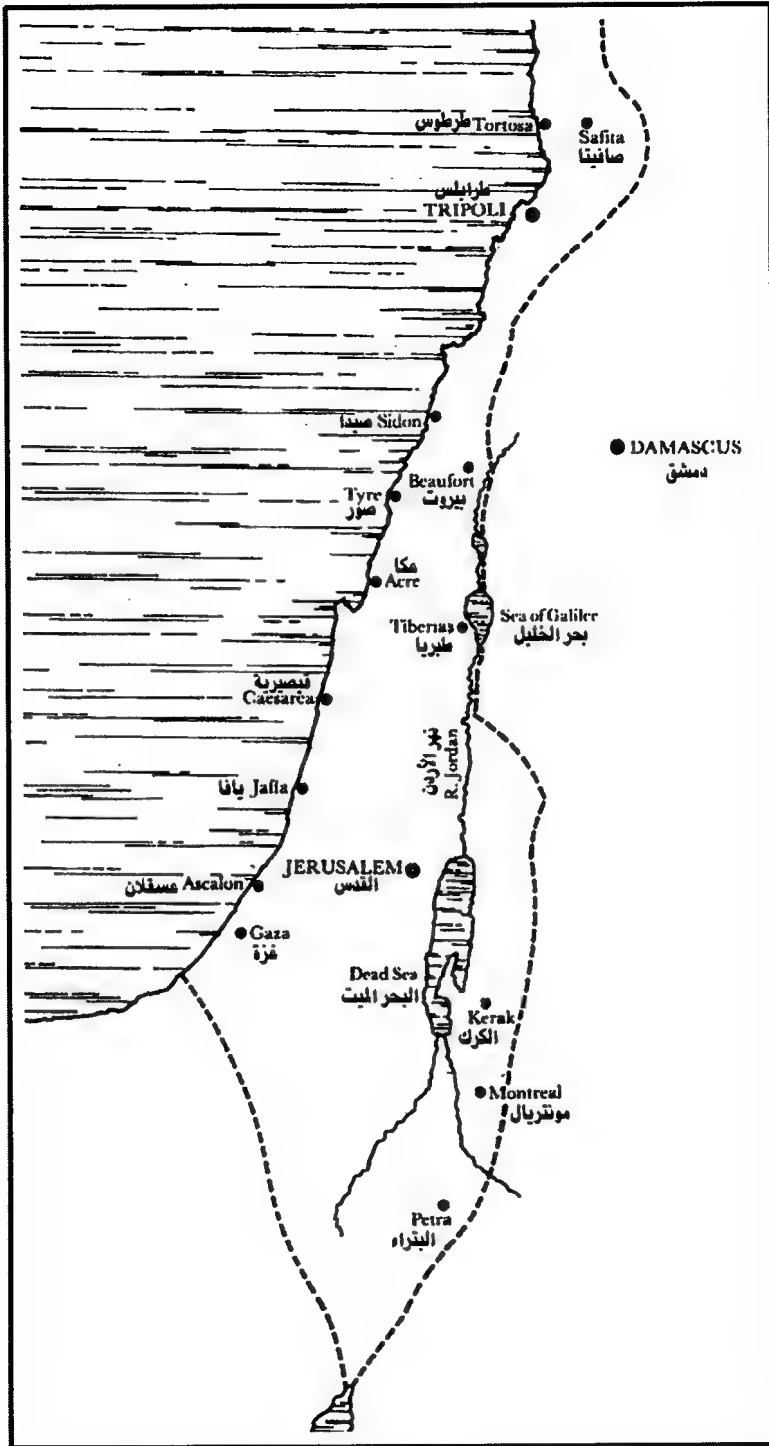 طرطوس Tortosa
Safita
صافيتا
طرابلس
TRIPOLI
صيدا Sidon
DAMASCUS
دمشق
Beaufort
بيروت
Tyre
صور
عكا
Acre
Sea of Galilee
بحر الخليل
Tiberias
طبريا
قيصيرية
Caesarea
نهر الأردن
R. Jordan
يافا Jaffa
JERUSALEM
القدس
عسقلان Ascalon
Gaza
غزة
Dead Sea
البحر الميت
Kerak
الكرك
Montreal
مونتريال
Petra
البتراء